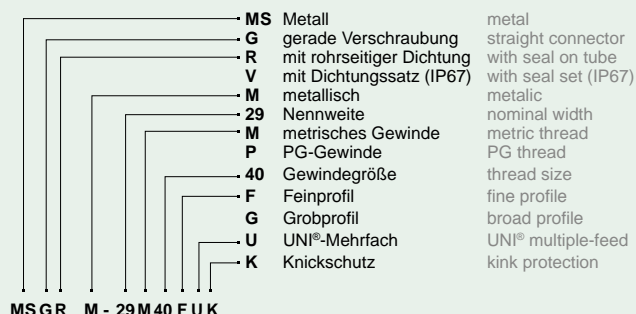 MS Metall metal
G gerade Verschraubung straight connector
R mit rohrseitiger Dichtung with seal on tube
V mit Dichtungssatz (IP67) with seal set (IP67)
M metallisch metalic
29 Nennweite nominal width
M metrisches Gewinde metric thread
P PG-Gewinde PG thread
40 Gewindegröße thread size
F Feinprofil fine profile
G Grobprofil broad profile
U UNI®-Mehrfach UNI® multiple-feed
K Knickschutz kink protection
MS G R M - 29 M 40 F U K